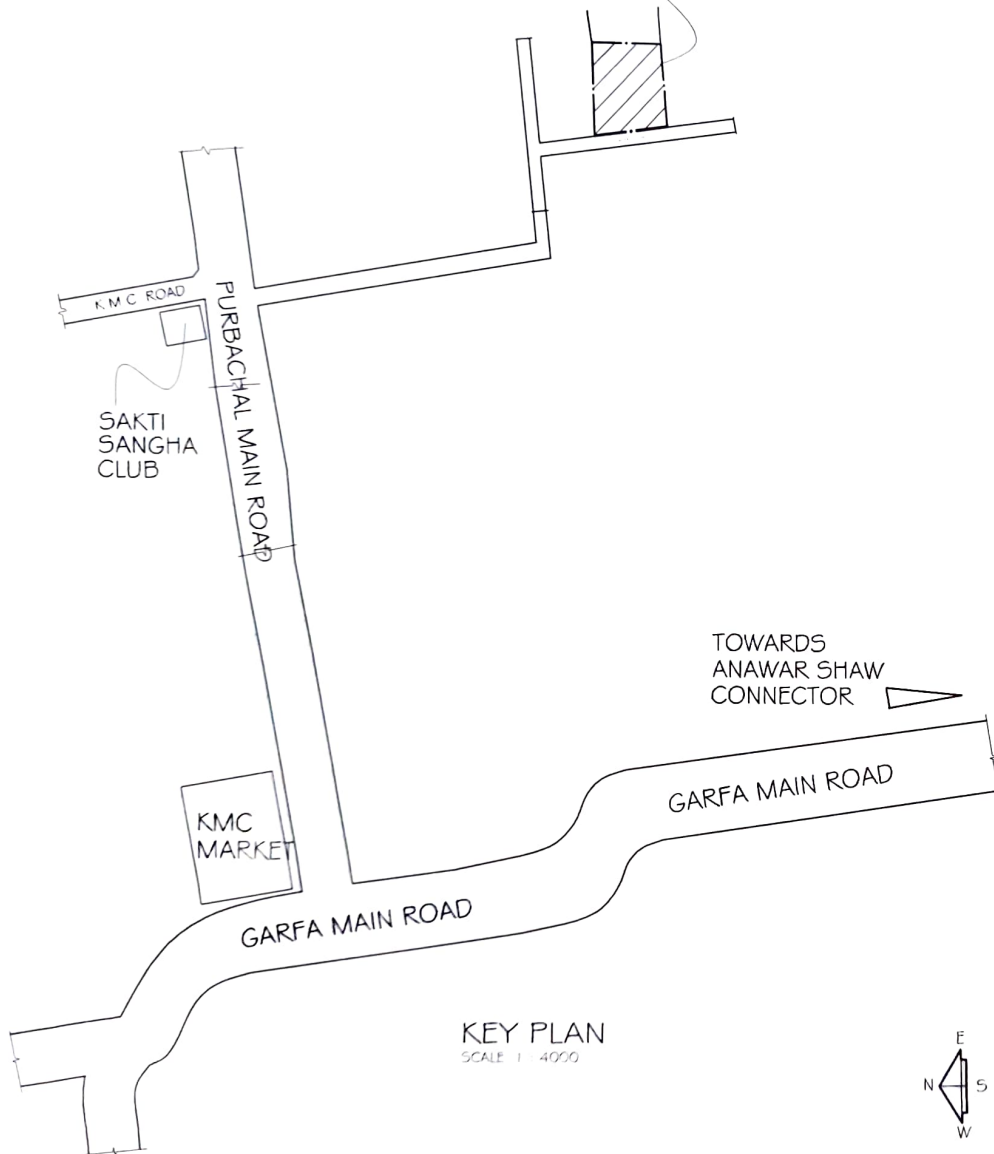 K M C ROAD
PURBACHAL MAIN ROAD
SAKTI
SANGHA
CLUB
TOWARDS
ANAWAR SHAW
CONNECTOR
GARFA MAIN ROAD
KMC
MARKET
GARFA MAIN ROAD
KEY PLAN
SCALE 1 : 4000
E
N S
W